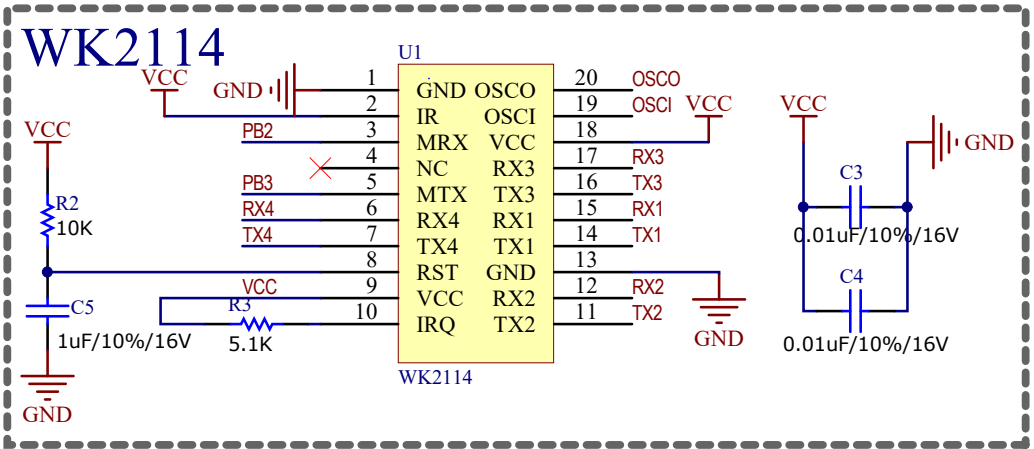 WK2114
U1
VCC
GND
1
GND
OSCO
20
OSCO
2
IR
OSCI
19
OSCI
VCC
VCC
PB2
3
MRX
VCC
18
4
NC
RX3
17
RX3
PB3
5
MTX
TX3
16
TX3
RX4
6
RX4
RX1
15
RX1
TX4
7
TX4
TX1
14
TX1
8
RST
GND
13
VCC
9
VCC
RX2
12
RX2
10
IRQ
TX2
11
TX2
WK2114
VCC
R2
10K
C5
1uF/10%/16V
GND
R3
5.1K
GND
GND
C3
0.01uF/10%/16V
C4
0.01uF/10%/16V